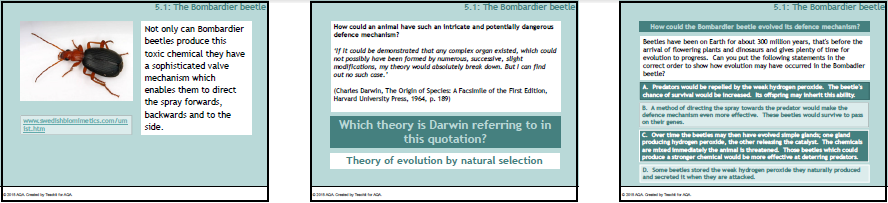 5.1: The Bombardier beetle
Not only can Bombardier
beetles produce this
toxic chemical they have
a sophisticated valve
mechanism which
enables them to direct
the spray forwards,
backwards and to the
side.
www.swedishbiomimetics.com/um
ist.htm
© 2015 AQA. Created by Teachit for AQA.
5.1: The Bombardier beetle
How could an animal have such an intricate and potentially dangerous
defence mechanism?
"If it could be demonstrated that any complex organ existed, which could
not possibly have been formed by numerous, successive, slight
modifications, my theory would absolutely break down. But I can find
out no such case."
(Charles Darwin, The Origin of Species: A Facsimile of the First Edition,
Harvard University Press, 1964, p. 189)
Which theory is Darwin referring to in
this quotation?
Theory of evolution by natural selection
© 2015 AQA. Created by Teachit for AQA.
5.1: The Bombardier beetle
How could the Bombardier beetle evolved its defence mechanism?
Beetles have been on Earth for about 300 million years, that's before the
arrival of flowering plants and dinosaurs and gives plenty of time for
evolution to progress. Can you put the following statements in the
correct order to show how evolution may have occurred in the Bombadier
beetle?
A. Predators would be repelled by the weak hydrogen peroxide. The beetle's
chance of survival would be increased. Its offspring may inherit this ability.
B. A method of directing the spray towards the predator would make the
defence mechanism even more effective. These beetles would survive to pass
on their genes.
C. Over time the beetles may then have evolved simple glands; one gland
producing hydrogen peroxide, the other releasing the catalyst. The chemicals
are mixed immediately the animal is threatened. Those beetles which could
produce a stronger chemical would be more effective at deterring predators.
D. Some beetles stored the weak hydrogen peroxide they naturally produced
and secreted it when they are attacked.
© 2015 AQA. Created by Teachit for AQA.